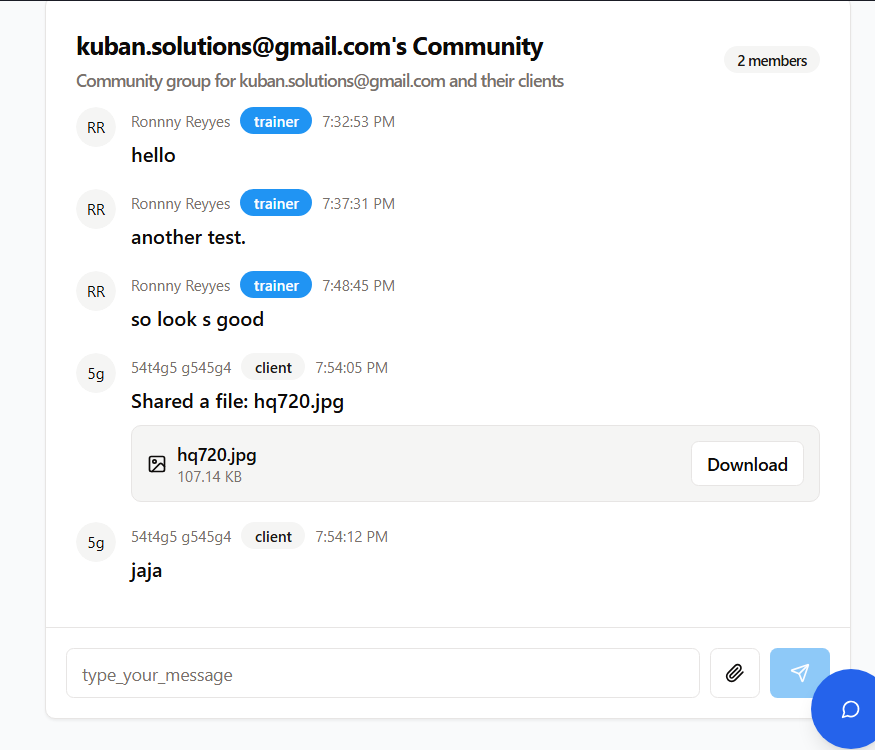 kuban.solutions@gmail.com's Community
2 members
Community group for kuban.solutions@gmail.com and their clients
RR
Ronnny Reyyes trainer 7:32:53 PM
hello
RR
Ronnny Reyyes trainer 7:37:31 PM
another test.
RR
Ronnny Reyyes trainer 7:48:45 PM
so look s good
5g
54t4g5 g545g4 client 7:54:05 PM
Shared a file: hq720.jpg
hq720.jpg
107.14 KB
Download
5g
54t4g5 g545g4 client 7:54:12 PM
jaja
type_your_message